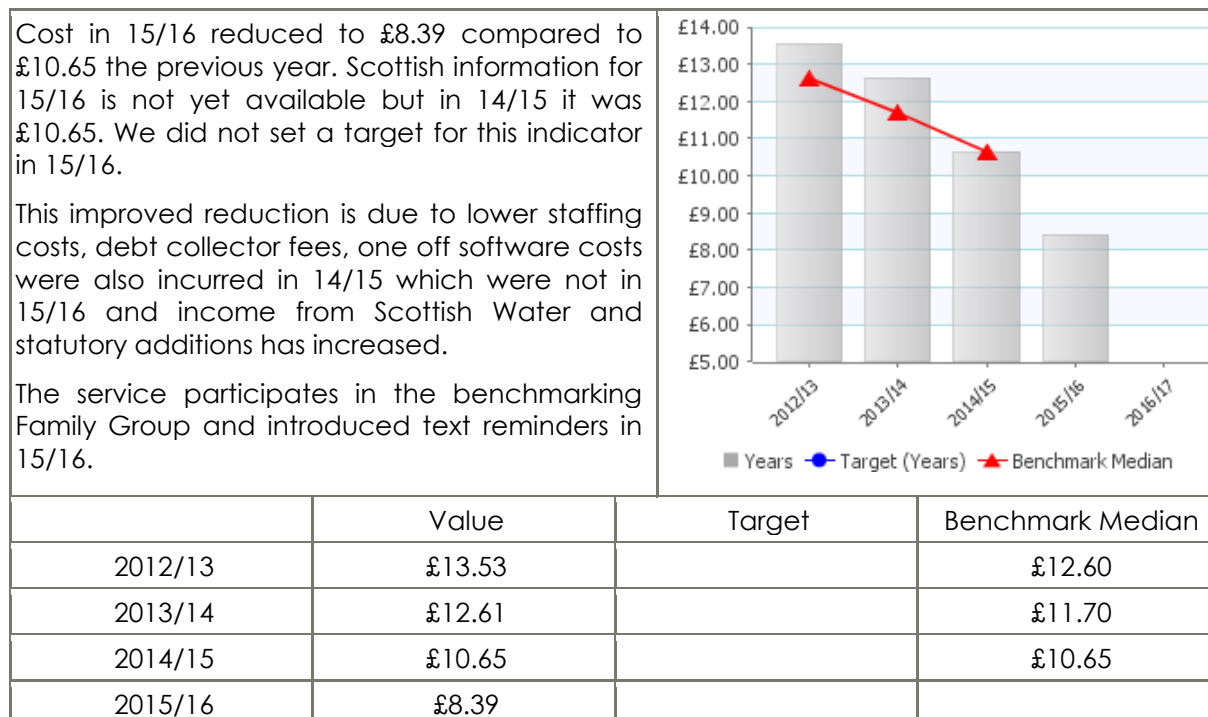 Cost in 15/16 reduced to £8.39 compared to
£10.65 the previous year. Scottish information for
15/16 is not yet available but in 14/15 it was
£10.65. We did not set a target for this indicator
in 15/16.
This improved reduction is due to lower staffing
costs, debt collector fees, one off software costs
were also incurred in 14/15 which were not in
15/16 and income from Scottish Water and
statutory additions has increased.
The service participates in the benchmarking
Family Group and introduced text reminders in
15/16.
£14.00
£13.00
£12.00
£11.00
£10.00
£9.00
£8.00
£7.00
£6.00
£5.00
2012/13 2013/14 2014/15 2015/16 2016/17
Years Target (Years) Benchmark Median
Value Target Benchmark Median
2012/13 £13.53 £12.60
2013/14 £12.61 £11.70
2014/15 £10.65 £10.65
2015/16 £8.39